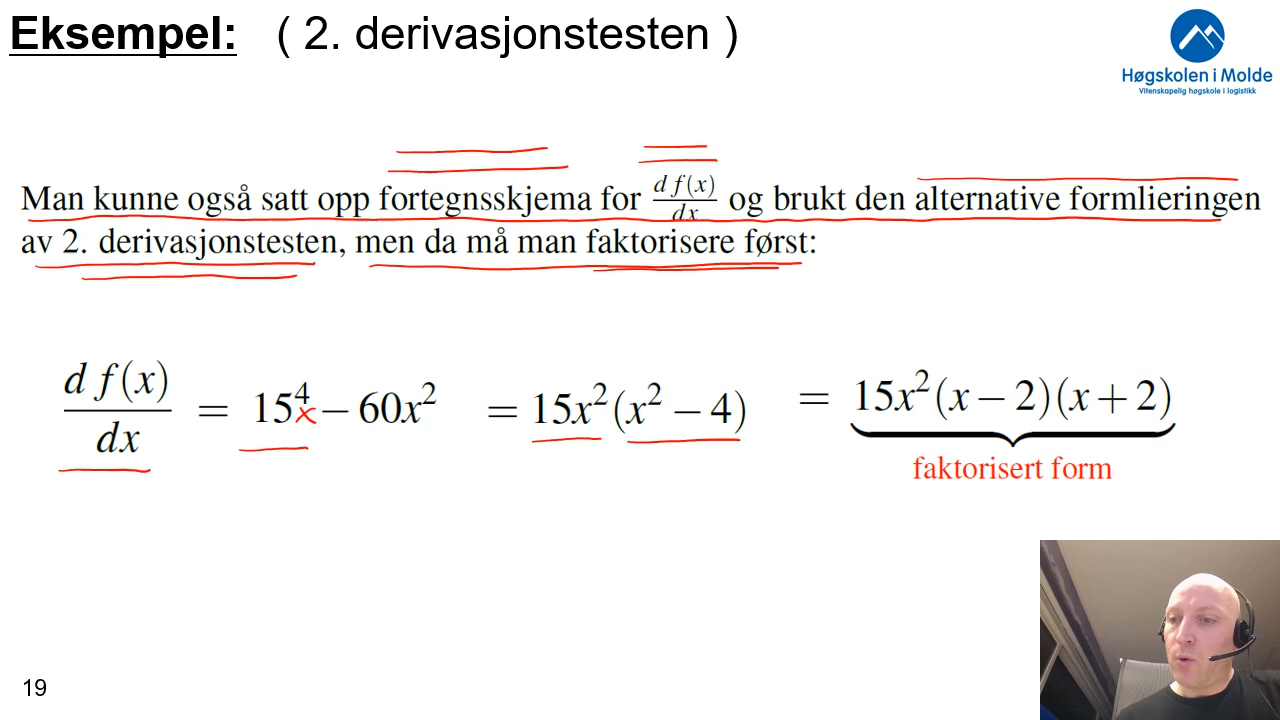 Eksempel: ( 2. derivasjonstesten )
Høgskolen i Molde
Vitenskapelig høgskole i logistikk
Man kunne også satt opp fortegnsskjema for d f(x)/dx og brukt den alternative formlieringen
av 2. derivasjonstesten, men da må man faktorisere først:
d f(x)/dx = 15x⁴ − 60x² = 15x²(x² − 4) = 15x²(x − 2)(x + 2)
faktorisert form
19